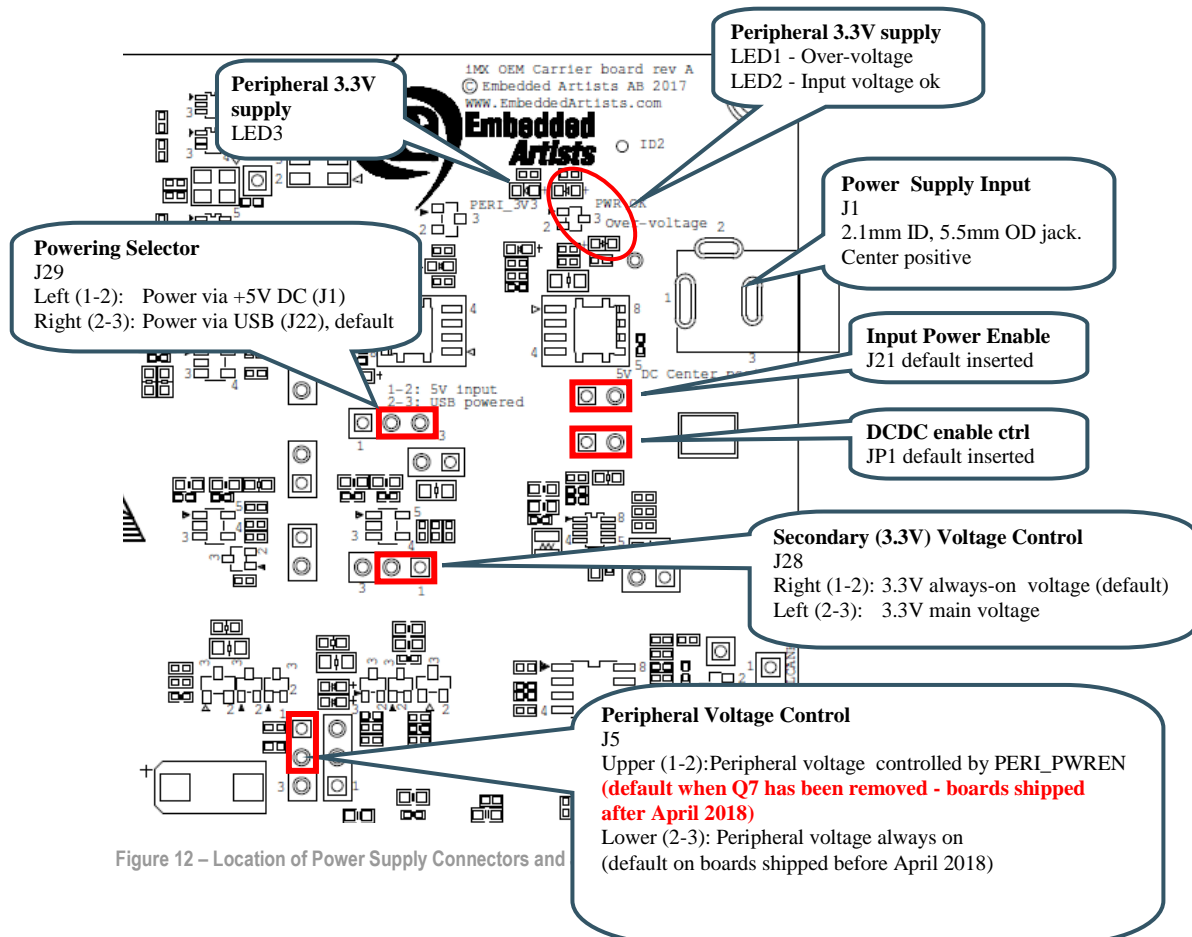 Peripheral 3.3V supply
LED1 - Over-voltage
LED2 - Input voltage ok
Peripheral 3.3V
supply
LED3
iMX OEM Carrier board rev A
© Embedded Artists AB 2017
WWW.EmbeddedArtists.com
Embedded
Artists
ID2
PERI_3V3
PWR OK
Over-voltage
Power Supply Input
J1
2.1mm ID, 5.5mm OD jack.
Center positive
Powering Selector
J29
Left (1-2): Power via +5V DC (J1)
Right (2-3): Power via USB (J22), default
Input Power Enable
J21 default inserted
5V DC Center
1-2: 5V input
2-3: USB powered
DCDC enable ctrl
JP1 default inserted
Secondary (3.3V) Voltage Control
J28
Right (1-2): 3.3V always-on voltage (default)
Left (2-3): 3.3V main voltage
Peripheral Voltage Control
J5
Upper (1-2):Peripheral voltage controlled by PERI_PWREN
(default when Q7 has been removed - boards shipped
after April 2018)
Lower (2-3): Peripheral voltage always on
(default on boards shipped before April 2018)
Figure 12 – Location of Power Supply Connectors and